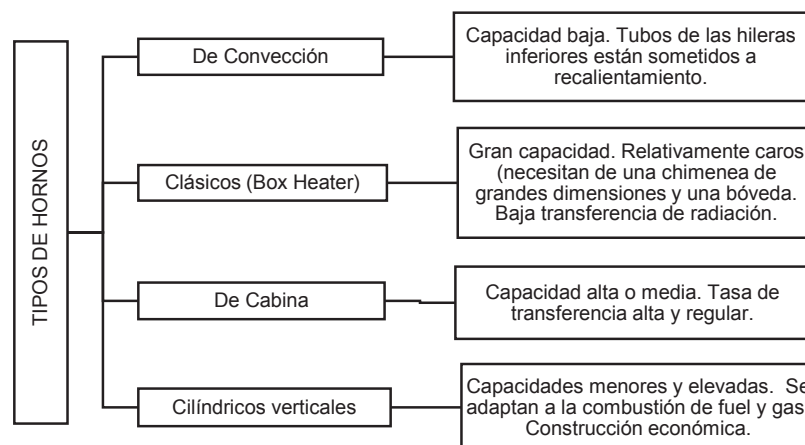 TIPOS DE HORNOS
De Convección
Capacidad baja. Tubos de las hileras
inferiores están sometidos a
recalientamiento.
Clásicos (Box Heater)
Gran capacidad. Relativamente caros
(necesitan de una chimenea de
grandes dimensiones y una bóveda.
Baja transferencia de radiación.
De Cabina
Capacidad alta o media. Tasa de
transferencia alta y regular.
Cilíndricos verticales
Capacidades menores y elevadas. Se
adaptan a la combustión de fuel y gas
Construcción económica.